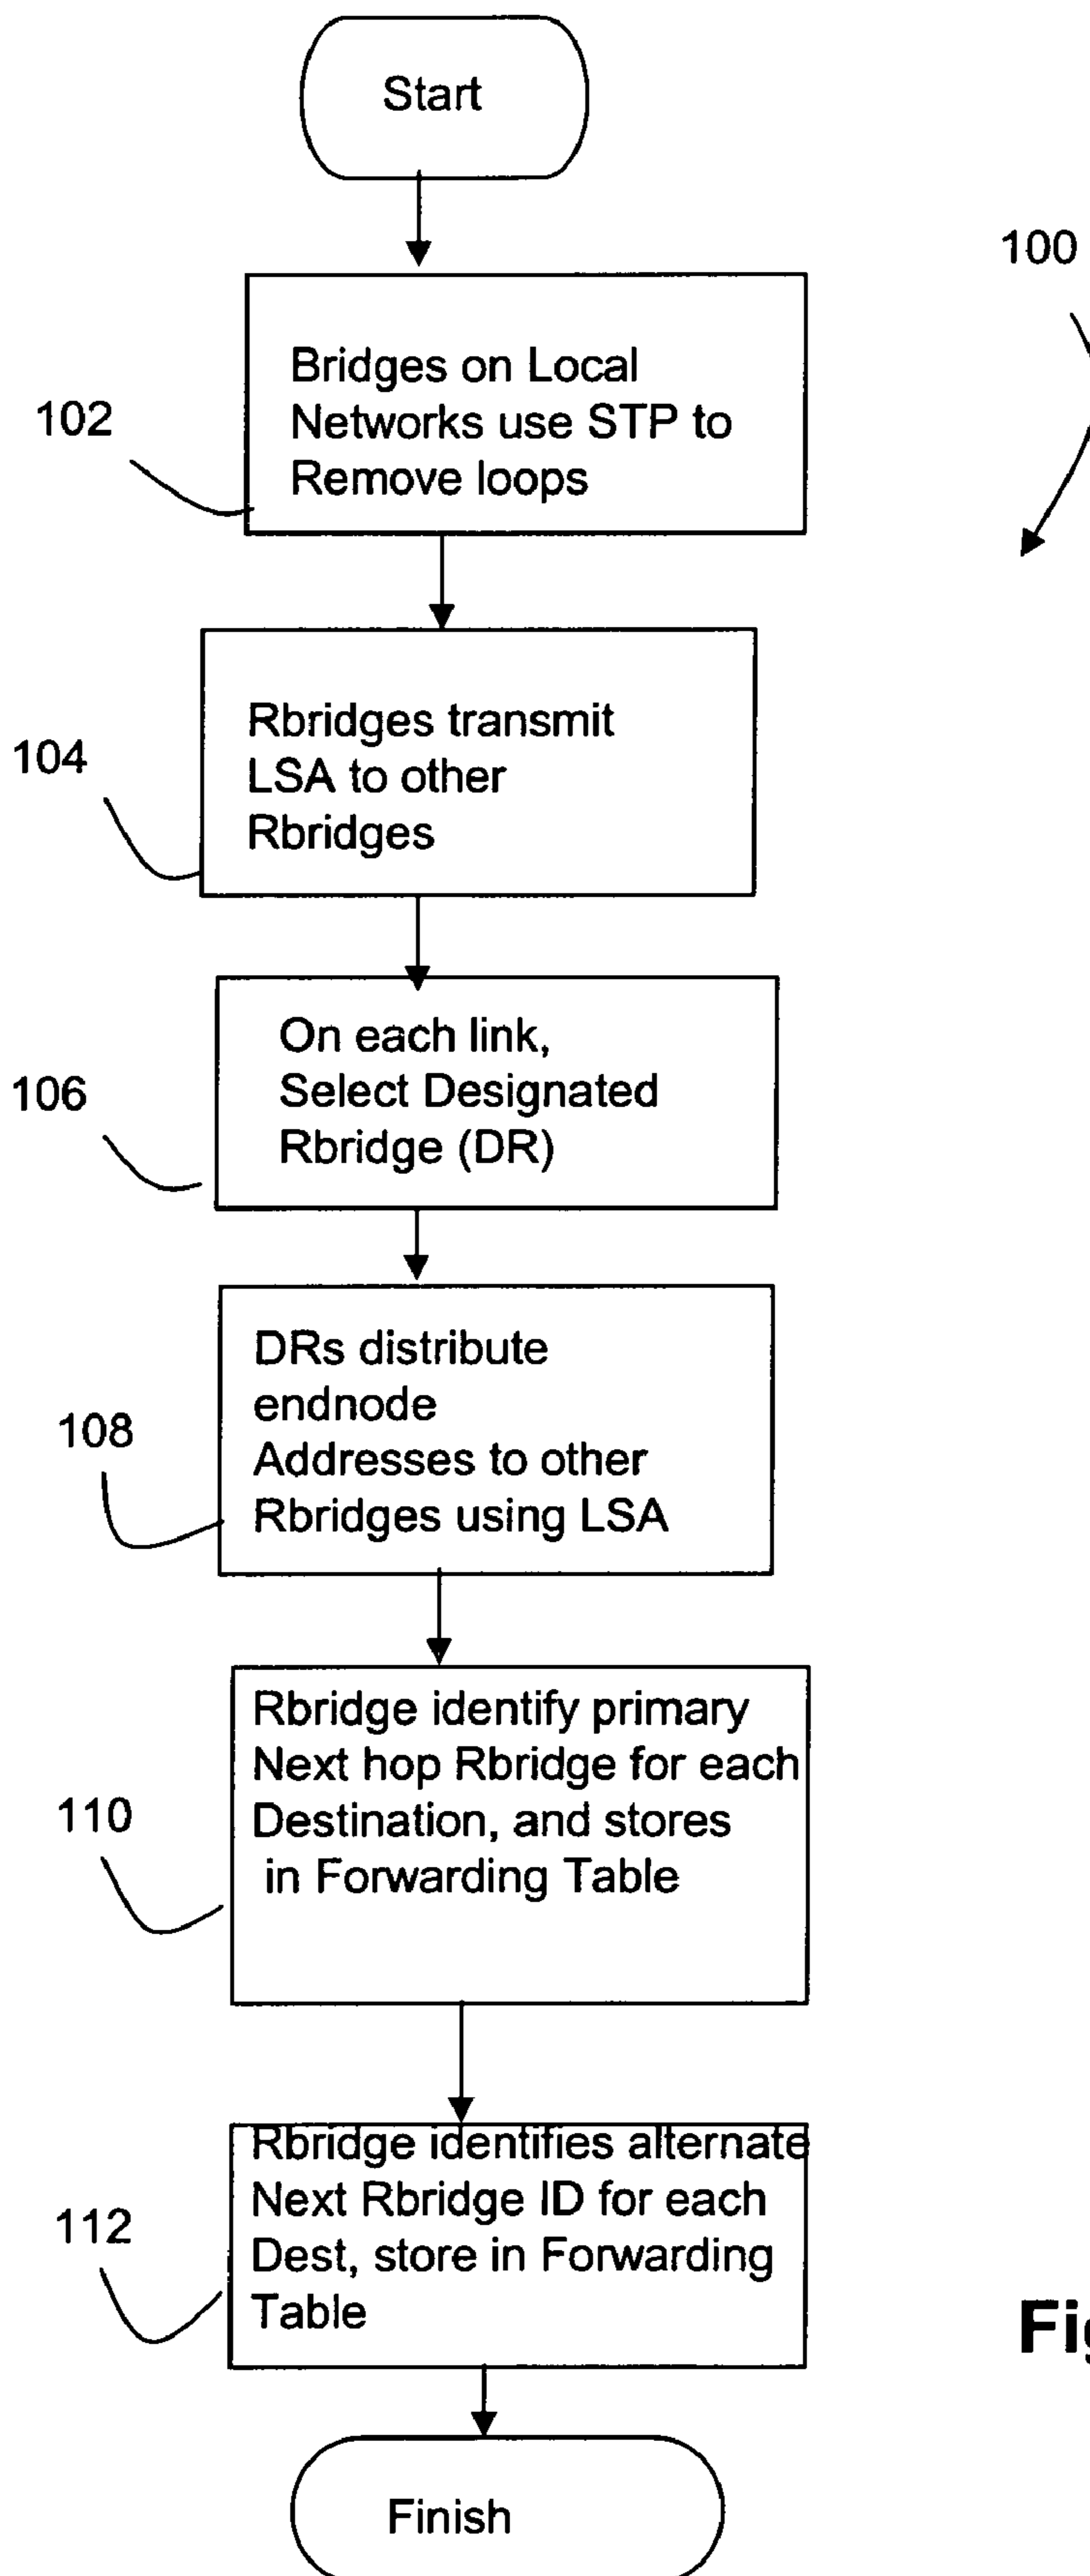 Start
100
Bridges on Local
Networks use STP to
Remove loops
102
Rbridges transmit
LSA to other
Rbridges
104
On each link,
Select Designated
Rbridge (DR)
106
DRs distribute
endnode
Addresses to other
Rbridges using LSA
108
Rbridge identify primary
Next hop Rbridge for each
Destination, and stores
in Forwarding Table
110
Rbridge identifies alternate
Next Rbridge ID for each
Dest, store in Forwarding
Table
112
Finish